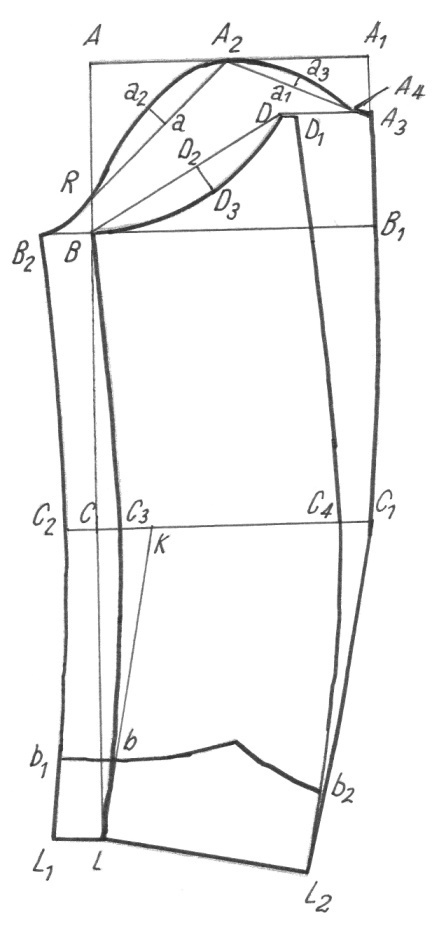 A A₂ A₁
a₃
a₂ a₁ A₄
a D D₁ A₃
D₂
R D₃
B₂ B B₁
C₂ C C₃ C₄ C₁
K
b₁ b b₂
L₁ L L₂